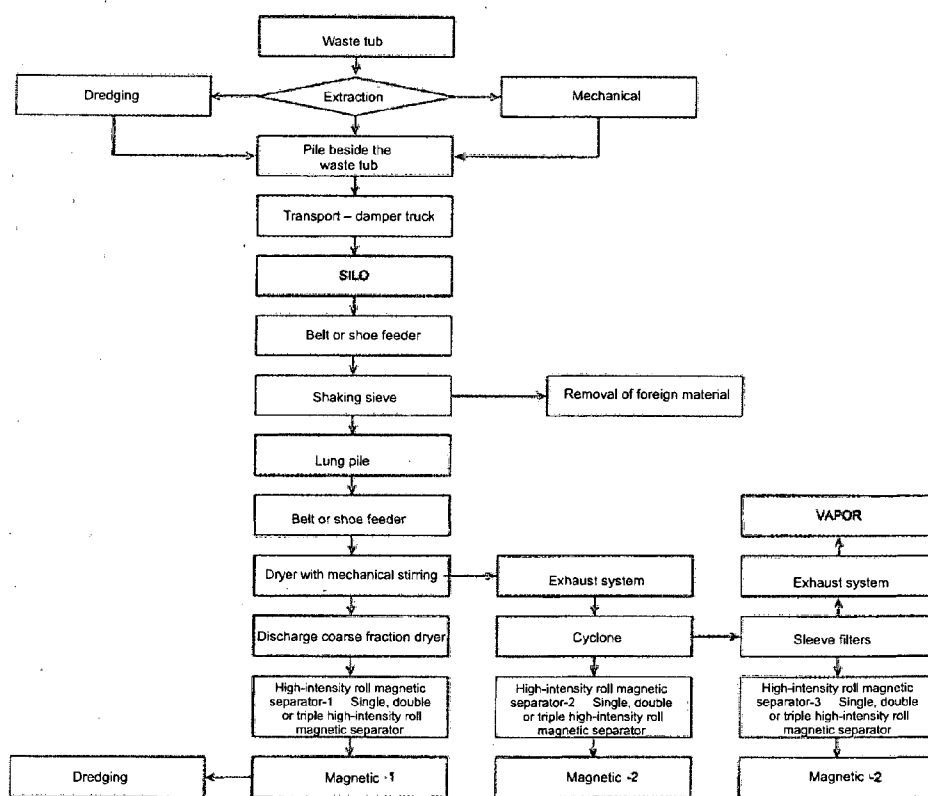 Waste tub
Dredging
Extraction
Mechanical
Pile beside the
waste tub
Transport – damper truck
SILO
Belt or shoe feeder
Shaking sieve
Removal of foreign material
Lung pile
Belt or shoe feeder
VAPOR
Dryer with mechanical stirring
Exhaust system
Exhaust system
Discharge coarse fraction dryer
Cyclone
Sleeve filters
High-intensity roll magnetic
separator-1 Single, double
or triple high-intensity roll
magnetic separator
High-intensity roll magnetic
separator-2 Single, double
or triple high-intensity roll
magnetic separator
High-intensity roll magnetic
separator-3 Single, double
or triple high-intensity roll
magnetic separator
Dredging
Magnetic -1
Magnetic -2
Magnetic -2